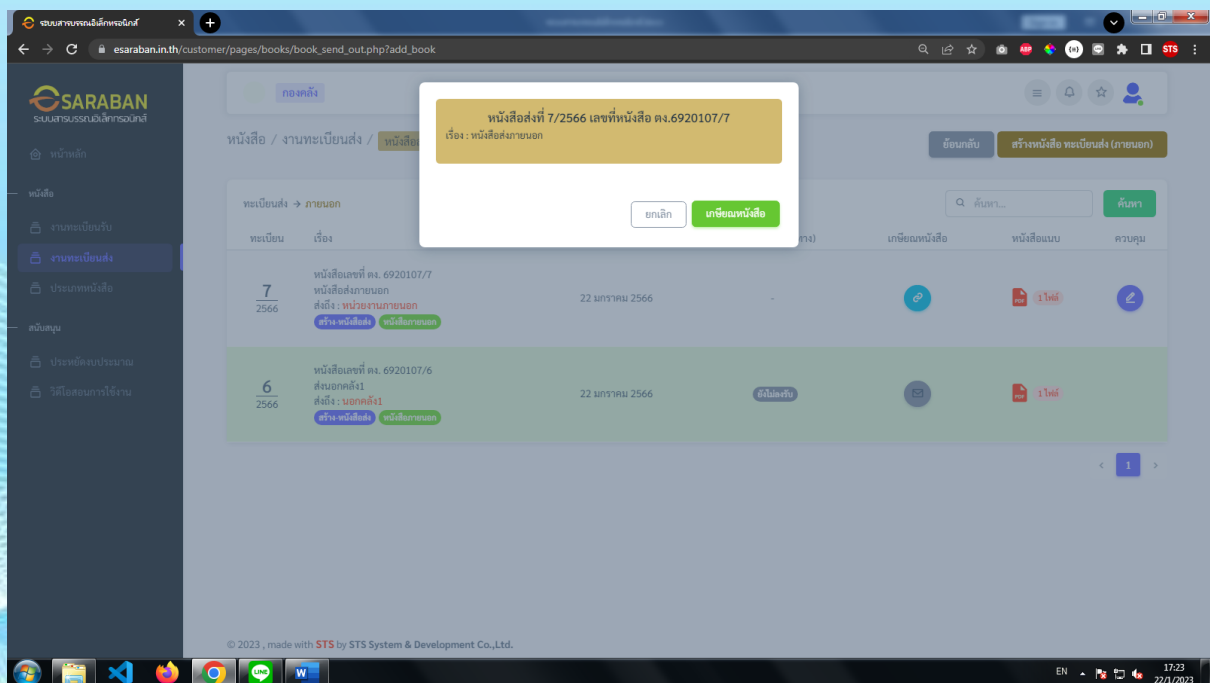 ระบบสารบรรณอิเล็กทรอนิกส์
esaraban.in.th/customer/pages/books/book_send_out.php?add_book
STS
SARABAN
ระบบสารบรรณอิเล็กทรอนิกส์
หน้าหลัก
หนังสือ
งานทะเบียนรับ
งานทะเบียนส่ง
ประเภทหนังสือ
สนับสนุน
ประหยัดงบประมาณ
วิดีโอสอนการใช้งาน
กองคลัง
หนังสือ / งานทะเบียนส่ง /
ย้อนกลับ
สร้างหนังสือ ทะเบียนส่ง (ภายนอก)
หนังสือส่งที่ 7/2566 เลขที่หนังสือ ตง.6920107/7
เรื่อง : หนังสือส่งภายนอก
ยกเลิก
เกษียณหนังสือ
ทะเบียนส่ง → ภายนอก
ค้นหา...
ค้นหา
ทะเบียน เรื่อง เกษียณหนังสือ หนังสือแนบ ควบคุม
7
2566
หนังสือเลขที่ ตง. 6920107/7
หนังสือส่งภายนอก
ส่งถึง : หน่วยงานภายนอก
สร้าง-หนังสือส่ง หนังสือภายนอก
22 มกราคม 2566
-
PDF 1 ไฟล์
6
2566
หนังสือเลขที่ ตง. 6920107/6
ส่งนอกคลัง1
ส่งถึง : นอกคลัง1
สร้าง-หนังสือส่ง หนังสือภายนอก
22 มกราคม 2566
ยังไม่ลงรับ
PDF 1 ไฟล์
< 1 >
© 2023 , made with STS by STS System & Development Co.,Ltd.
EN
17:23
22/1/2023